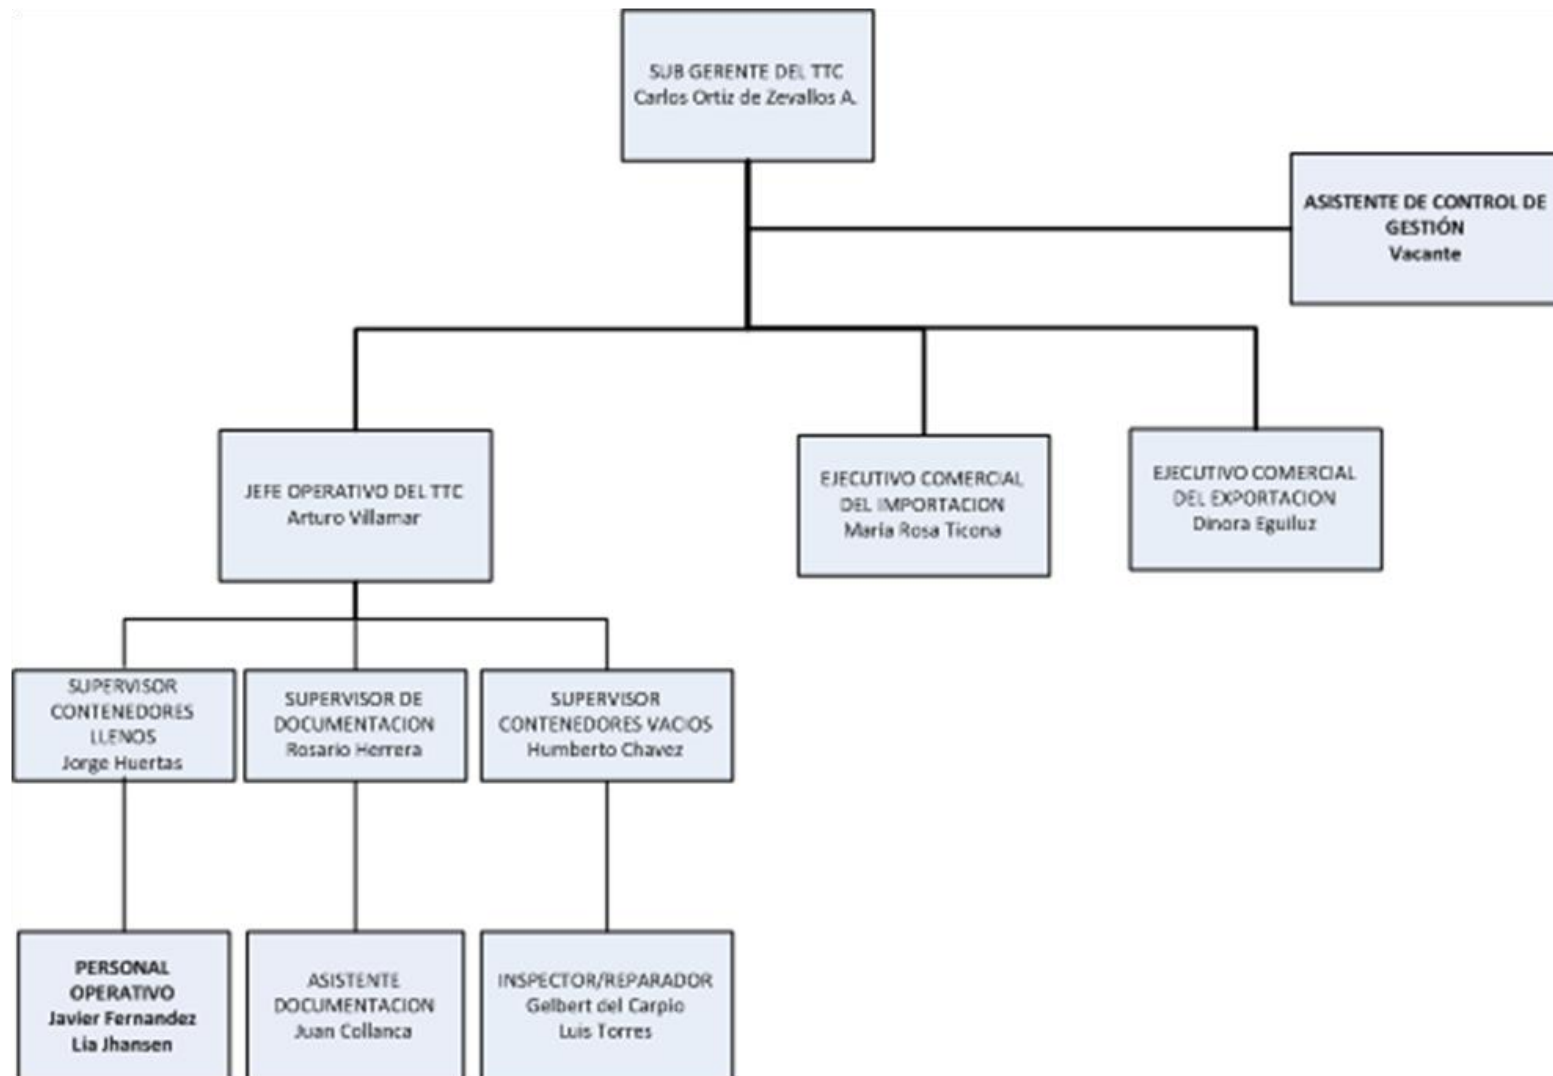 SUB GERENTE DEL TTC
Carlos Ortiz de Zevallos A.
ASISTENTE DE CONTROL DE
GESTIÓN
Vacante
JEFE OPERATIVO DEL TTC
Arturo Villamar
EJECUTIVO COMERCIAL
DEL IMPORTACION
María Rosa Ticona
EJECUTIVO COMERCIAL
DEL EXPORTACION
Dinora Eguiluz
SUPERVISOR
CONTENEDORES
LLENOS
Jorge Huertas
SUPERVISOR DE
DOCUMENTACION
Rosario Herrera
SUPERVISOR
CONTENEDORES VACIOS
Humberto Chavez
PERSONAL
OPERATIVO
Javier Fernandez
Lia Jhansen
ASISTENTE
DOCUMENTACION
Juan Collanca
INSPECTOR/REPARADOR
Gelbert del Carpio
Luis Torres